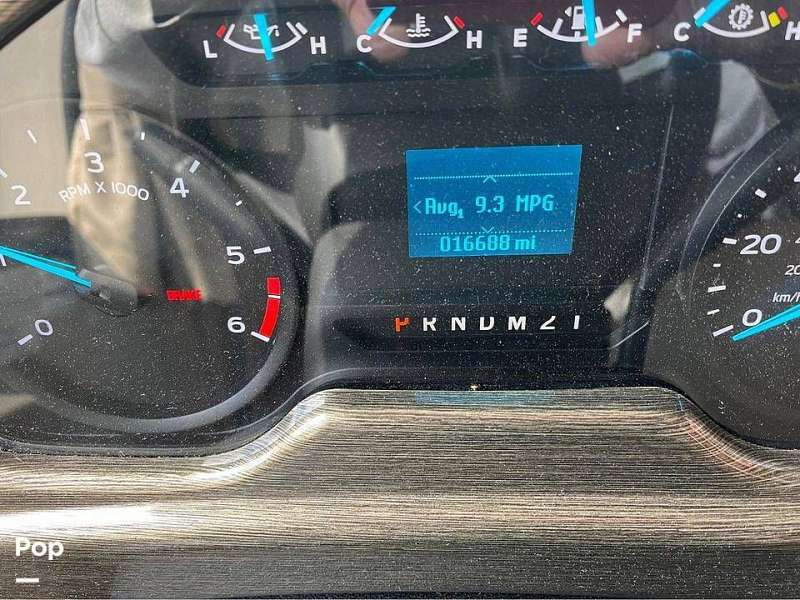 L H C H E F C H
2 3 4 5 6 0
RPM X 1000
BRAKE
Avg1 9.3 MPG
016688 mi
P R N D M 2 1
20
20
km/h
0
Pop